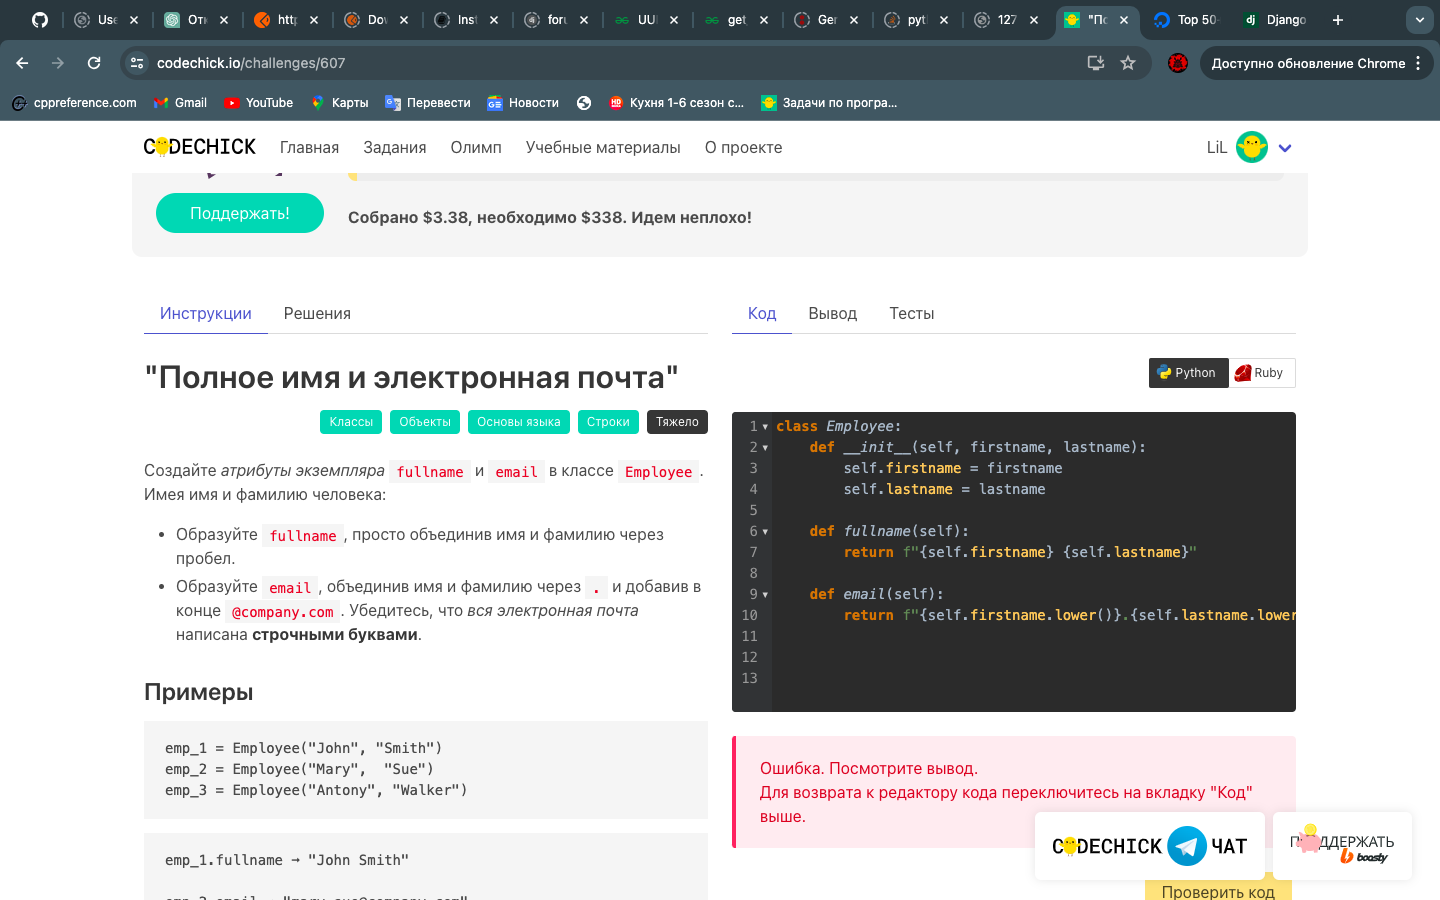 Use
Отк
http
Dow
Inst
foru
UUI
get_
Ger
pyt
127
"По
Top 50-
Django
codechick.io/challenges/607
Доступно обновление Chrome
cppreference.com
Gmail
YouTube
Карты
Перевести
Новости
Кухня 1-6 сезон с...
Задачи по програ...
CODECHICK
Главная
Задания
Олимп
Учебные материалы
О проекте
LiL
Поддержать!
Собрано $3.38, необходимо $338. Идем неплохо!
Инструкции
Решения
"Полное имя и электронная почта"
Классы
Объекты
Основы языка
Строки
Тяжело
Создайте атрибуты экземпляра fullname и email в классе Employee.
Имея имя и фамилию человека:
• Образуйте fullname, просто объединив имя и фамилию через
пробел.
• Образуйте email, объединив имя и фамилию через . и добавив в
конце @company.com. Убедитесь, что вся электронная почта
написана строчными буквами.
Примеры
emp_1 = Employee("John", "Smith")
emp_2 = Employee("Mary",  "Sue")
emp_3 = Employee("Antony", "Walker")
emp_1.fullname → "John Smith"
Код
Вывод
Тесты
Python
Ruby
1 class Employee:
2     def __init__(self, firstname, lastname):
3         self.firstname = firstname
4         self.lastname = lastname
5
6     def fullname(self):
7         return f"{self.firstname} {self.lastname}"
8
9     def email(self):
10         return f"{self.firstname.lower()}.{self.lastname.lower
11
12
13
Ошибка. Посмотрите вывод.
Для возврата к редактору кода переключитесь на вкладку "Код"
выше.
CODECHICK ЧАТ
ПОДДЕРЖАТЬ
boosty
Проверить код